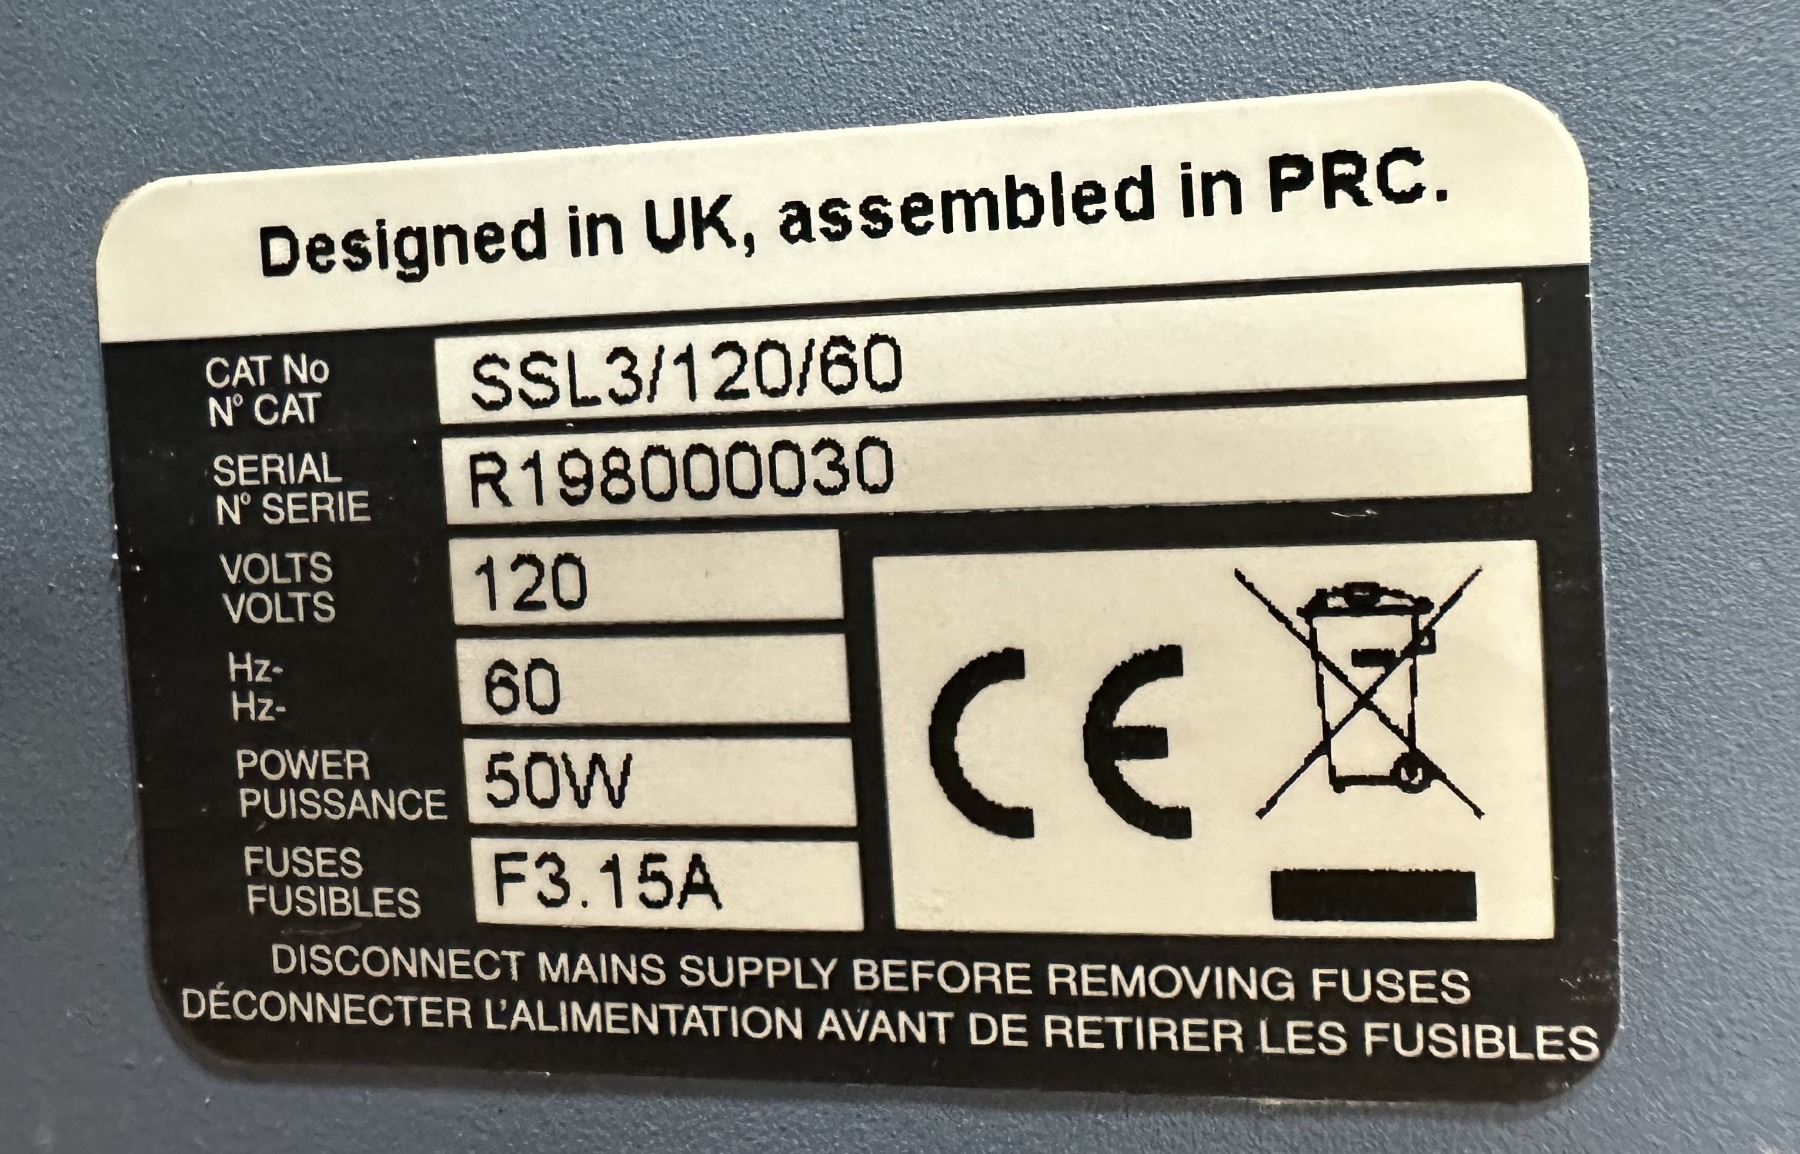 Designed in UK, assembled in PRC.
CAT No
N° CAT
SSL3/120/60
SERIAL
N° SERIE
R198000030
VOLTS
VOLTS
120
Hz-
Hz-
60
POWER
PUISSANCE
50W
FUSES
FUSIBLES
F3.15A
CE
DISCONNECT MAINS SUPPLY BEFORE REMOVING FUSES
DÉCONNECTER L'ALIMENTATION AVANT DE RETIRER LES FUSIBLES